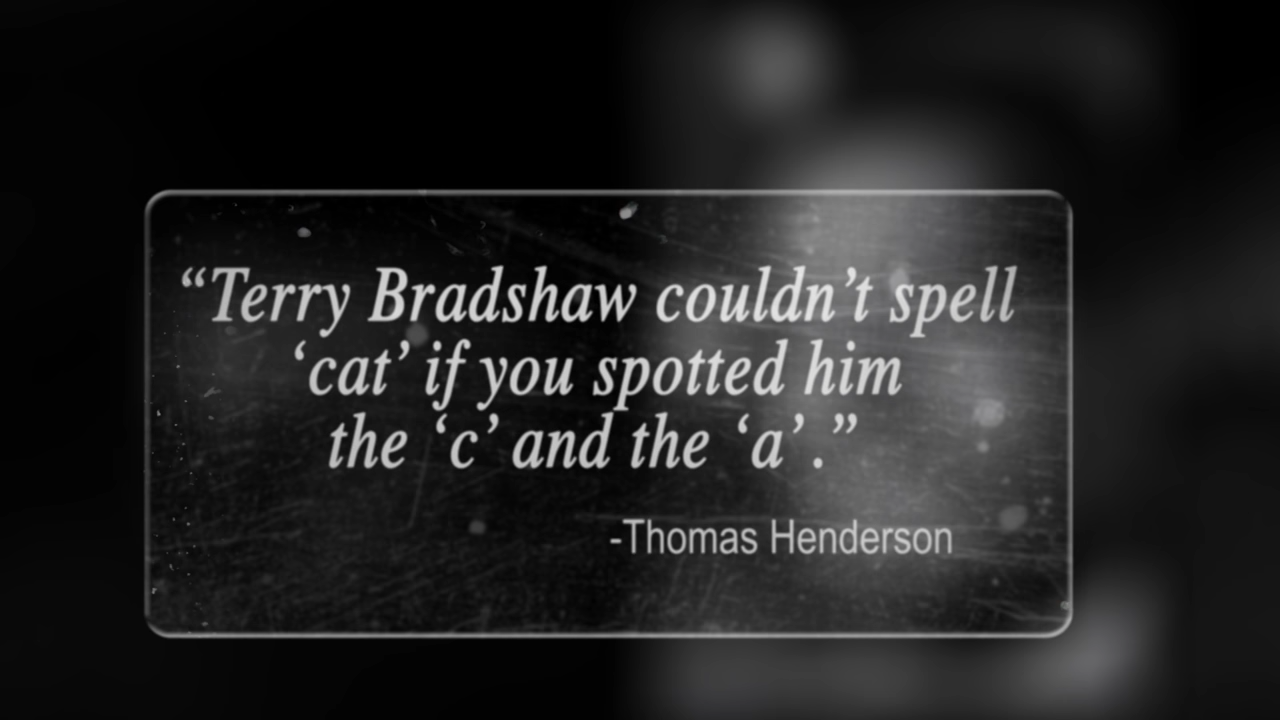 “Terry Bradshaw couldn’t spell
‘cat’ if you spotted him
the ‘c’ and the ‘a’.”
-Thomas Henderson